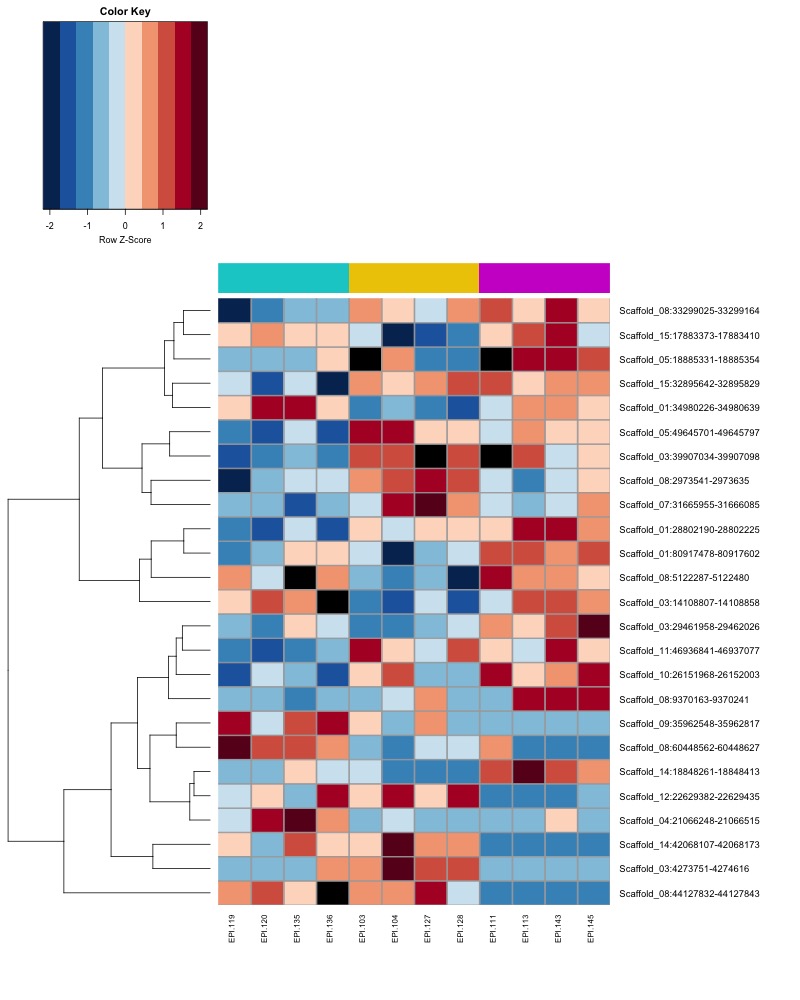 Color Key
-2 -1 0 1 2
Row Z-Score
Scaffold_08:33299025-33299164
Scaffold_15:17883373-17883410
Scaffold_05:18885331-18885354
Scaffold_15:32895642-32895829
Scaffold_01:34980226-34980639
Scaffold_05:49645701-49645797
Scaffold_03:39907034-39907098
Scaffold_08:2973541-2973635
Scaffold_07:31665955-31666085
Scaffold_01:28802190-28802225
Scaffold_01:80917478-80917602
Scaffold_08:5122287-5122480
Scaffold_03:14108807-14108858
Scaffold_03:29461958-29462026
Scaffold_11:46936841-46937077
Scaffold_10:26151968-26152003
Scaffold_08:9370163-9370241
Scaffold_09:35962548-35962817
Scaffold_08:60448562-60448627
Scaffold_14:18848261-18848413
Scaffold_12:22629382-22629435
Scaffold_04:21066248-21066515
Scaffold_14:42068107-42068173
Scaffold_03:4273751-4274616
Scaffold_08:44127832-44127843
EPI.119
EPI.120
EPI.135
EPI.136
EPI.103
EPI.104
EPI.127
EPI.128
EPI.111
EPI.113
EPI.143
EPI.145